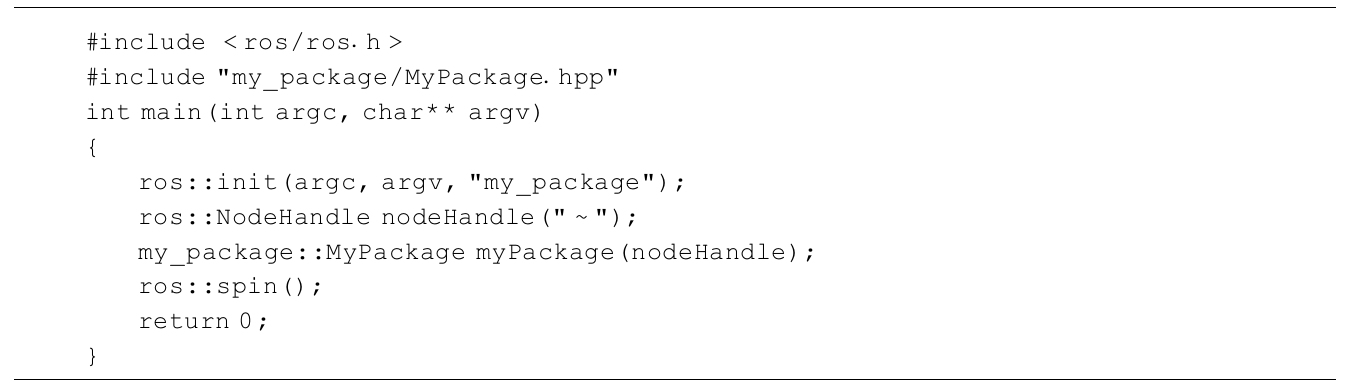 #include <ros/ros.h>
#include "my_package/MyPackage.hpp"
int main(int argc, char** argv)
{
ros::init(argc, argv, "my_package");
ros::NodeHandle nodeHandle("~");
my_package::MyPackage myPackage(nodeHandle);
ros::spin();
return 0;
}